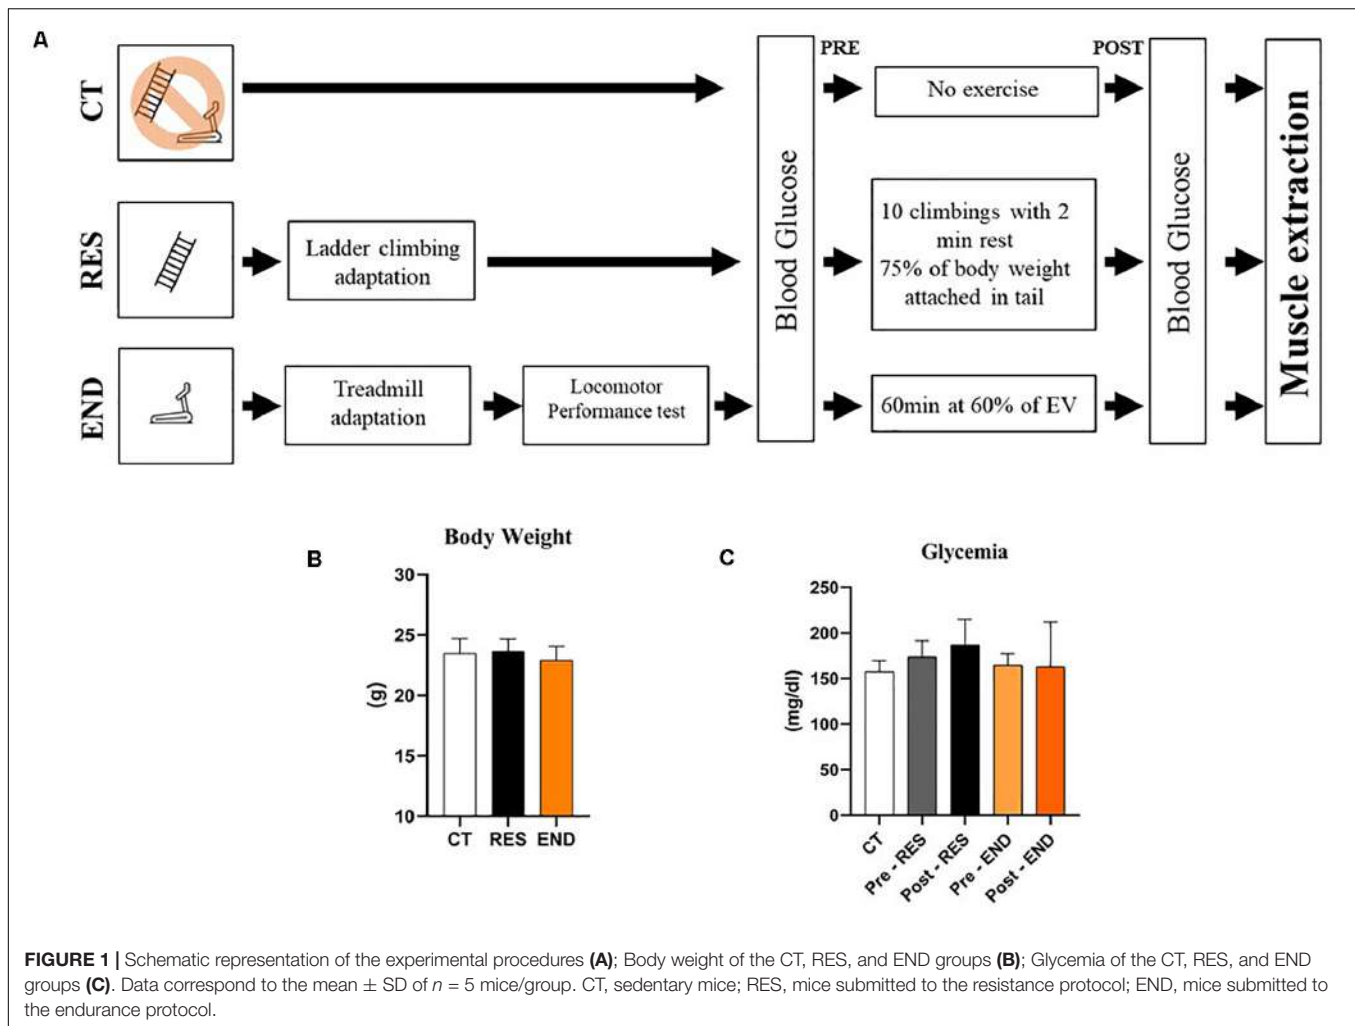 A
CT
PRE
No exercise
POST
RES
Ladder climbing
adaptation
Blood Glucose
10 climbings with 2
min rest
75% of body weight
attached in tail
Blood Glucose
Muscle extraction
END
Treadmill
adaptation
Locomotor
Performance test
60min at 60% of EV
B
Body Weight
(g)
30
25
20
15
10
CT RES END
C
Glycemia
(mg/dl)
250
200
150
100
50
0
CT
Pre - RES
Post - RES
Pre - END
Post - END
FIGURE 1 | Schematic representation of the experimental procedures (A); Body weight of the CT, RES, and END groups (B); Glycemia of the CT, RES, and END
groups (C). Data correspond to the mean ± SD of n = 5 mice/group. CT, sedentary mice; RES, mice submitted to the resistance protocol; END, mice submitted to
the endurance protocol.